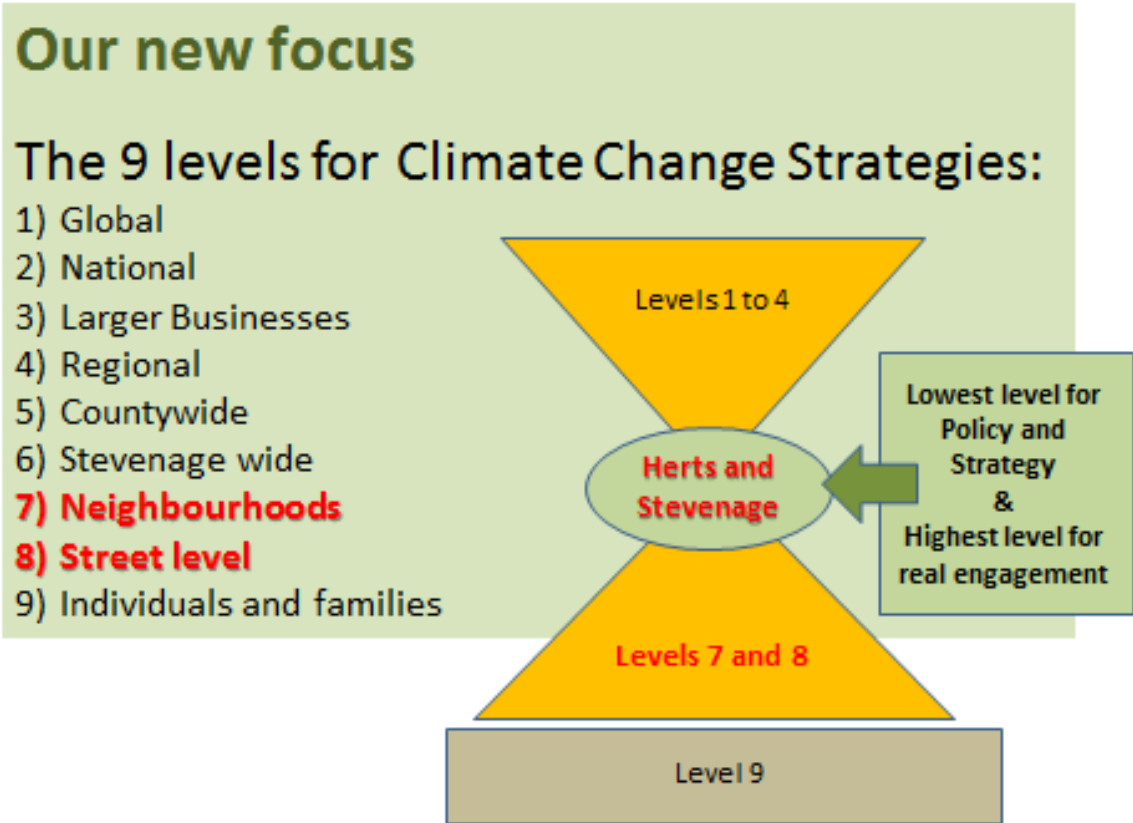 Our new focus
The 9 levels for Climate Change Strategies:
1) Global
2) National
3) Larger Businesses
4) Regional
5) Countywide
6) Stevenage wide
7) Neighbourhoods
8) Street level
9) Individuals and families
Levels 1 to 4
Herts and
Stevenage
Lowest level for
Policy and
Strategy
&
Highest level for
real engagement
Levels 7 and 8
Level 9